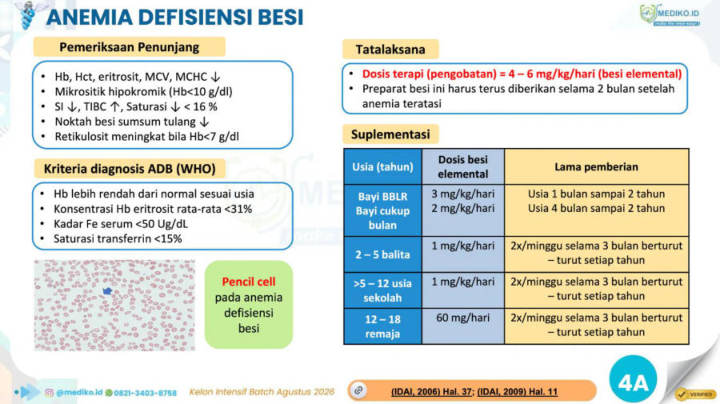 ANEMIA DEFISIENSI BESI
MEDIKO.ID
Pemeriksaan Penunjang
• Hb, Hct, eritrosit, MCV, MCHC ↓
• Mikrositik hipokromik (Hb<10 g/dl)
• SI ↓, TIBC ↑, Saturasi ↓ < 16 %
• Noktah besi sumsum tulang ↓
• Retikulosit meningkat bila Hb<7 g/dl
Kriteria diagnosis ADB (WHO)
• Hb lebih rendah dari normal sesuai usia
• Konsentrasi Hb eritrosit rata-rata <31%
• Kadar Fe serum <50 Ug/dL
• Saturasi transferrin <15%
Pencil cell
pada anemia
defisiensi
besi
Tatalaksana
• Dosis terapi (pengobatan) = 4 – 6 mg/kg/hari (besi elemental)
• Preparat besi ini harus terus diberikan selama 2 bulan setelah
anemia teratasi
Suplementasi
Usia (tahun)
Dosis besi
elemental
Lama pemberian
Bayi BBLR
Bayi cukup
bulan
3 mg/kg/hari
2 mg/kg/hari
Usia 1 bulan sampai 2 tahun
Usia 4 bulan sampai 2 tahun
2 – 5 balita
1 mg/kg/hari
2x/minggu selama 3 bulan berturut
– turut setiap tahun
>5 – 12 usia
sekolah
1 mg/kg/hari
2x/minggu selama 3 bulan berturut
– turut setiap tahun
12 – 18
remaja
60 mg/hari
2x/minggu selama 3 bulan berturut
– turut setiap tahun
@mediko.id
0821-3403-8758
Kelan Intensif Batch Agustus 2026
(IDAI, 2006) Hal. 37; (IDAI, 2009) Hal. 11
4A
VERIFIED